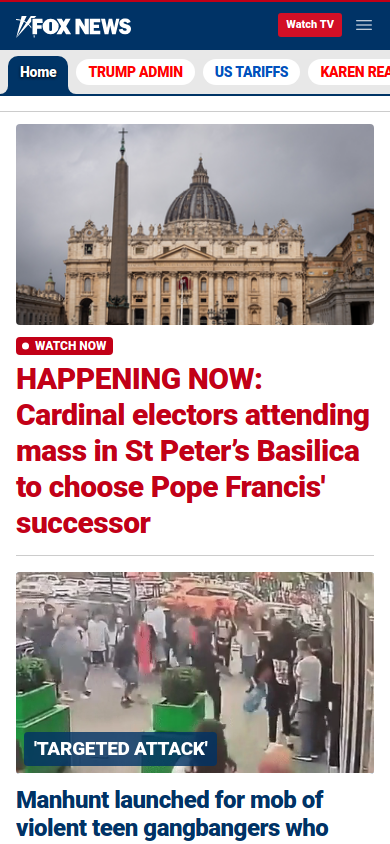 FOX NEWS
Watch TV
Home
TRUMP ADMIN
US TARIFFS
KAREN REA
WATCH NOW
HAPPENING NOW:
Cardinal electors attending
mass in St Peter’s Basilica
to choose Pope Francis'
successor
'TARGETED ATTACK'
Manhunt launched for mob of
violent teen gangbangers who